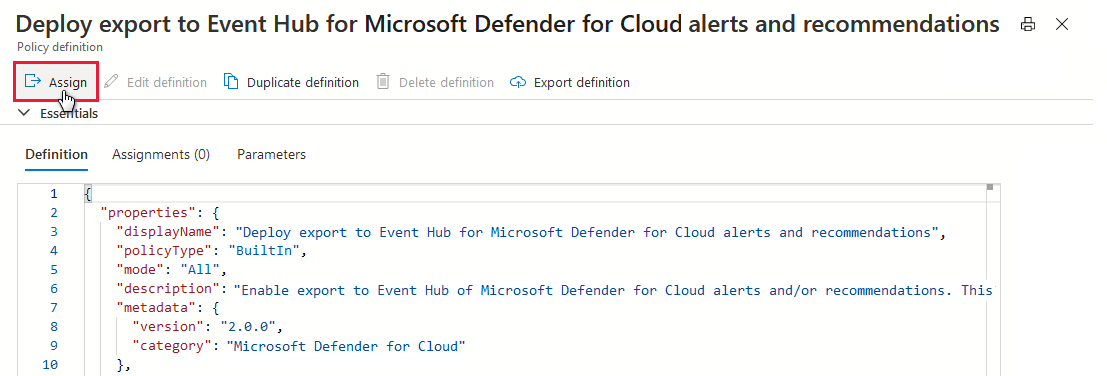 Deploy export to Event Hub for Microsoft Defender for Cloud alerts and recommendations
Policy definition
Assign Edit definition Duplicate definition Delete definition Export definition
Essentials
Definition Assignments (0) Parameters
1 {
2 "properties": {
3 "displayName": "Deploy export to Event Hub for Microsoft Defender for Cloud alerts and recommendations",
4 "policyType": "BuiltIn",
5 "mode": "All",
6 "description": "Enable export to Event Hub of Microsoft Defender for Cloud alerts and/or recommendations. This
7 "metadata": {
8 "version": "2.0.0",
9 "category": "Microsoft Defender for Cloud"
10 },